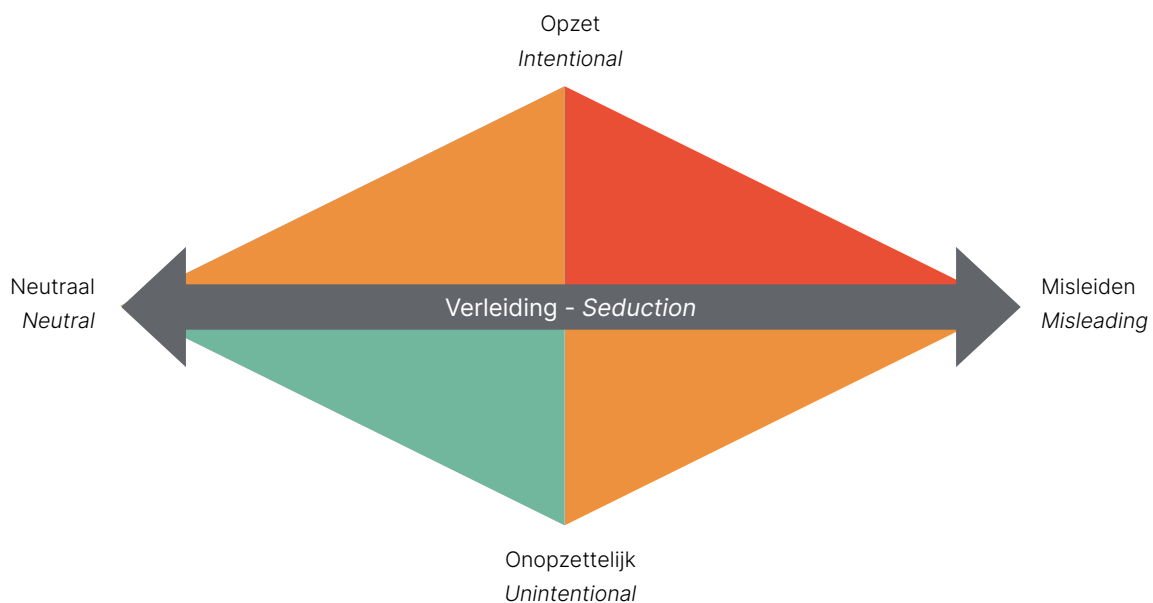 Opzet
Intentional
Neutraal
Neutral
Verleiding - Seduction
Misleiden
Misleading
Onopzettelijk
Unintentional